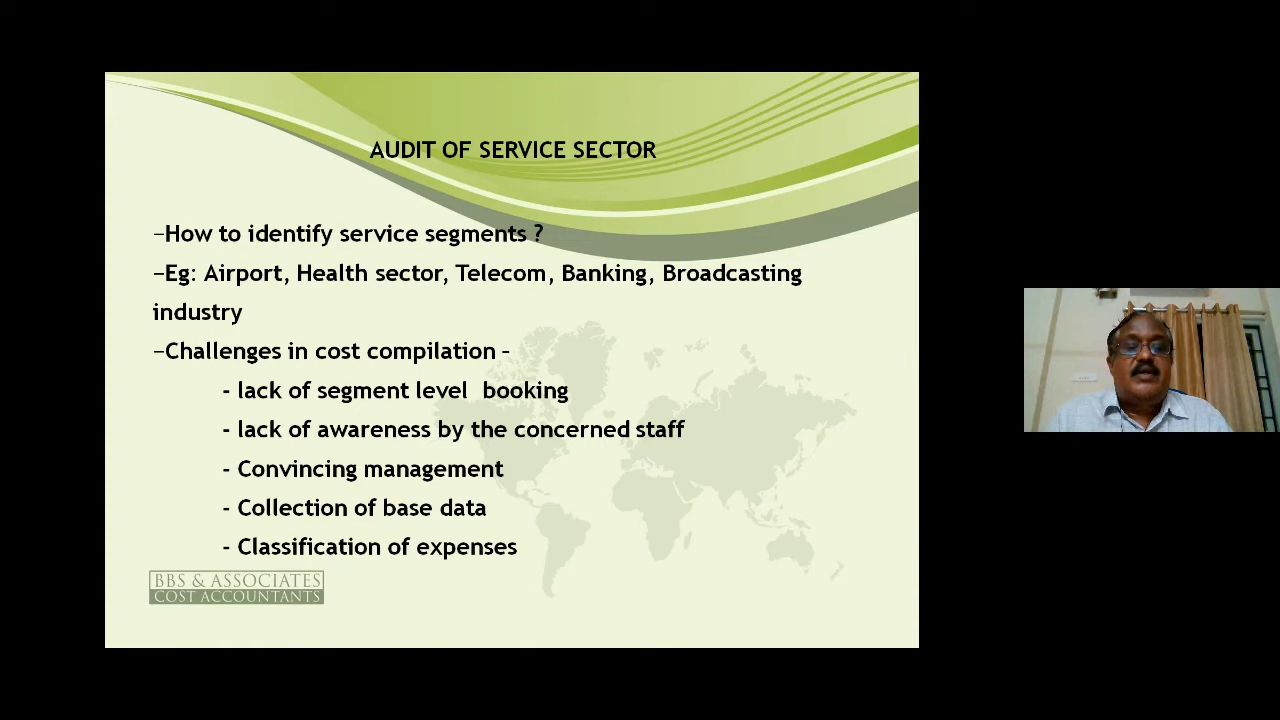 AUDIT OF SERVICE SECTOR
–How to identify service segments ?
–Eg: Airport, Health sector, Telecom, Banking, Broadcasting
industry
–Challenges in cost compilation –
- lack of segment level booking
- lack of awareness by the concerned staff
- Convincing management
- Collection of base data
- Classification of expenses
BBS & ASSOCIATES
COST ACCOUNTANTS